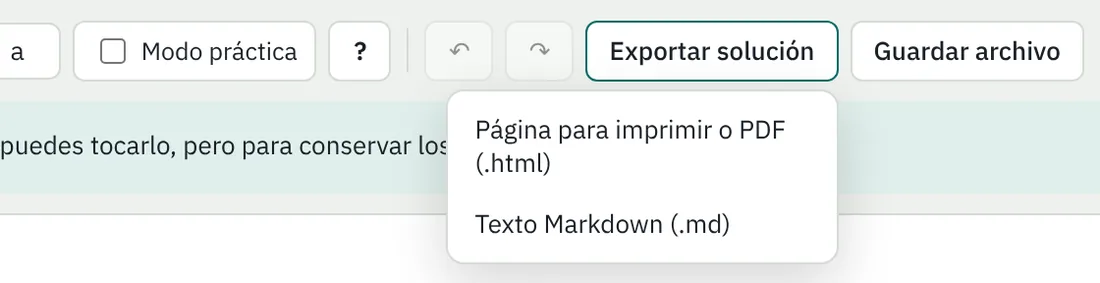 a
Modo práctica
?
Exportar solución
Guardar archivo
puedes tocarlo, pero para conservar los
Página para imprimir o PDF
(.html)
Texto Markdown (.md)